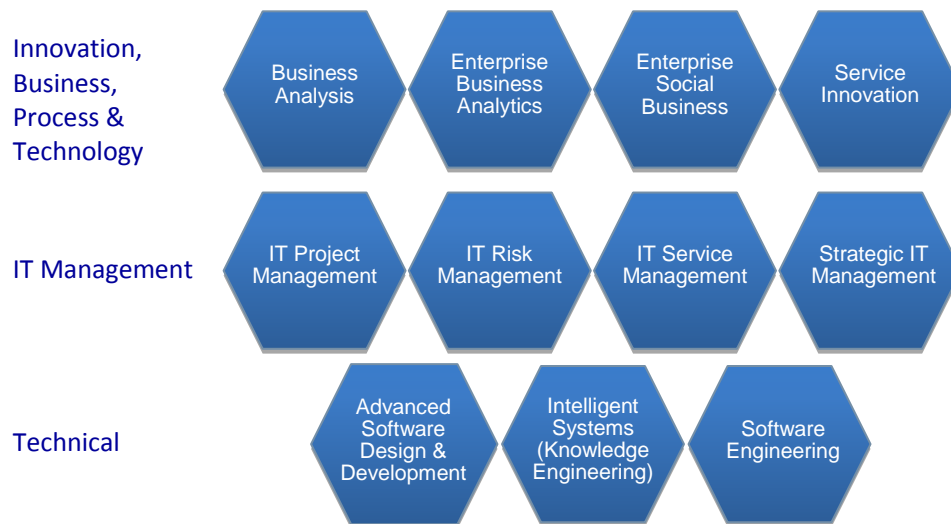 Innovation,
Business,
Process &
Technology
Business
Analysis
Enterprise
Business
Analytics
Enterprise
Social
Business
Service
Innovation
IT Management
IT Project
Management
IT Risk
Management
IT Service
Management
Strategic IT
Management
Technical
Advanced
Software
Design &
Development
Intelligent
Systems
(Knowledge
Engineering)
Software
Engineering